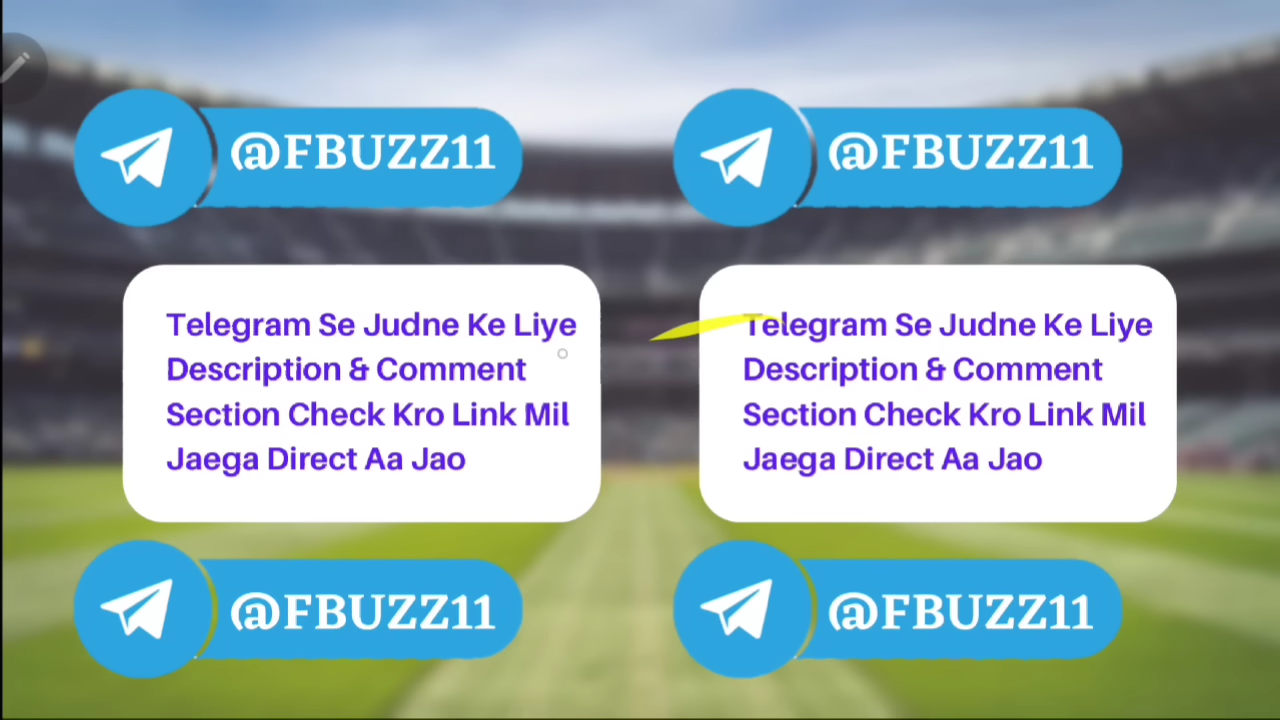 @FBUZZ11 @FBUZZ11
Telegram Se Judne Ke Liye
Description & Comment
Section Check Kro Link Mil
Jaega Direct Aa Jao
Telegram Se Judne Ke Liye
Description & Comment
Section Check Kro Link Mil
Jaega Direct Aa Jao
@FBUZZ11 @FBUZZ11